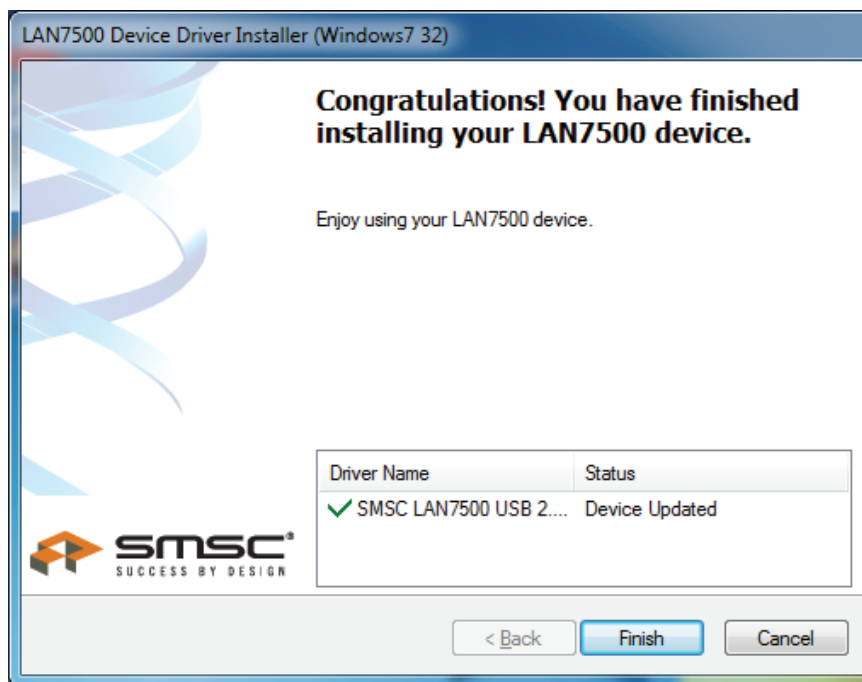 LAN7500 Device Driver Installer (Windows7 32)
Congratulations! You have finished
installing your LAN7500 device.
Enjoy using your LAN7500 device.
Driver Name Status
SMSC LAN7500 USB 2.... Device Updated
smsc®
SUCCESS BY DESIGN
< Back Finish Cancel